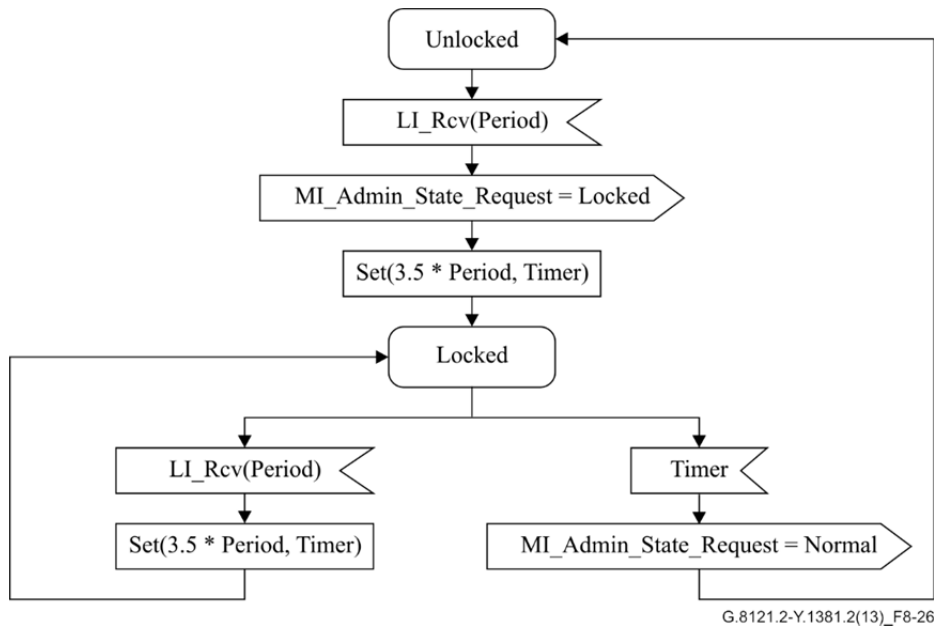 Unlocked
LI_Rcv(Period)
MI_Admin_State_Request = Locked
Set(3.5 * Period, Timer)
Locked
LI_Rcv(Period)
Timer
Set(3.5 * Period, Timer)
MI_Admin_State_Request = Normal
G.8121.2-Y.1381.2(13)_F8-26